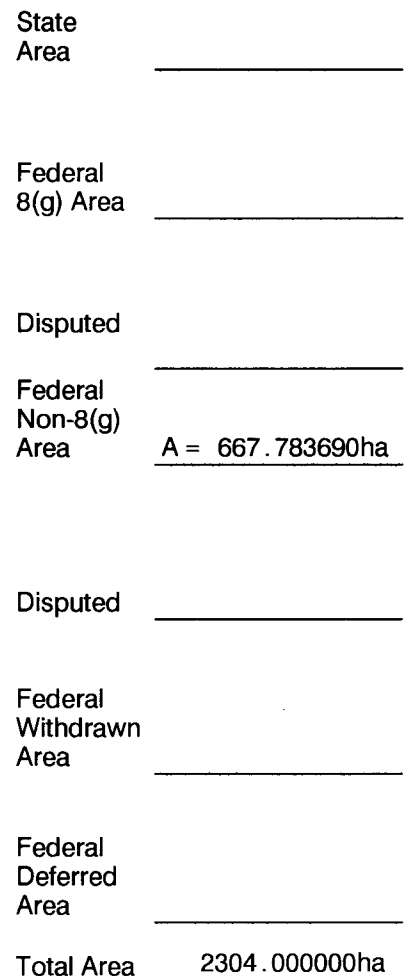 State
Area
Federal
8(g) Area
Disputed
Federal
Non-8(g)
Area A = 667.783690ha
Disputed
Federal
Withdrawn
Area
Federal
Deferred
Area
Total Area 2304.000000ha